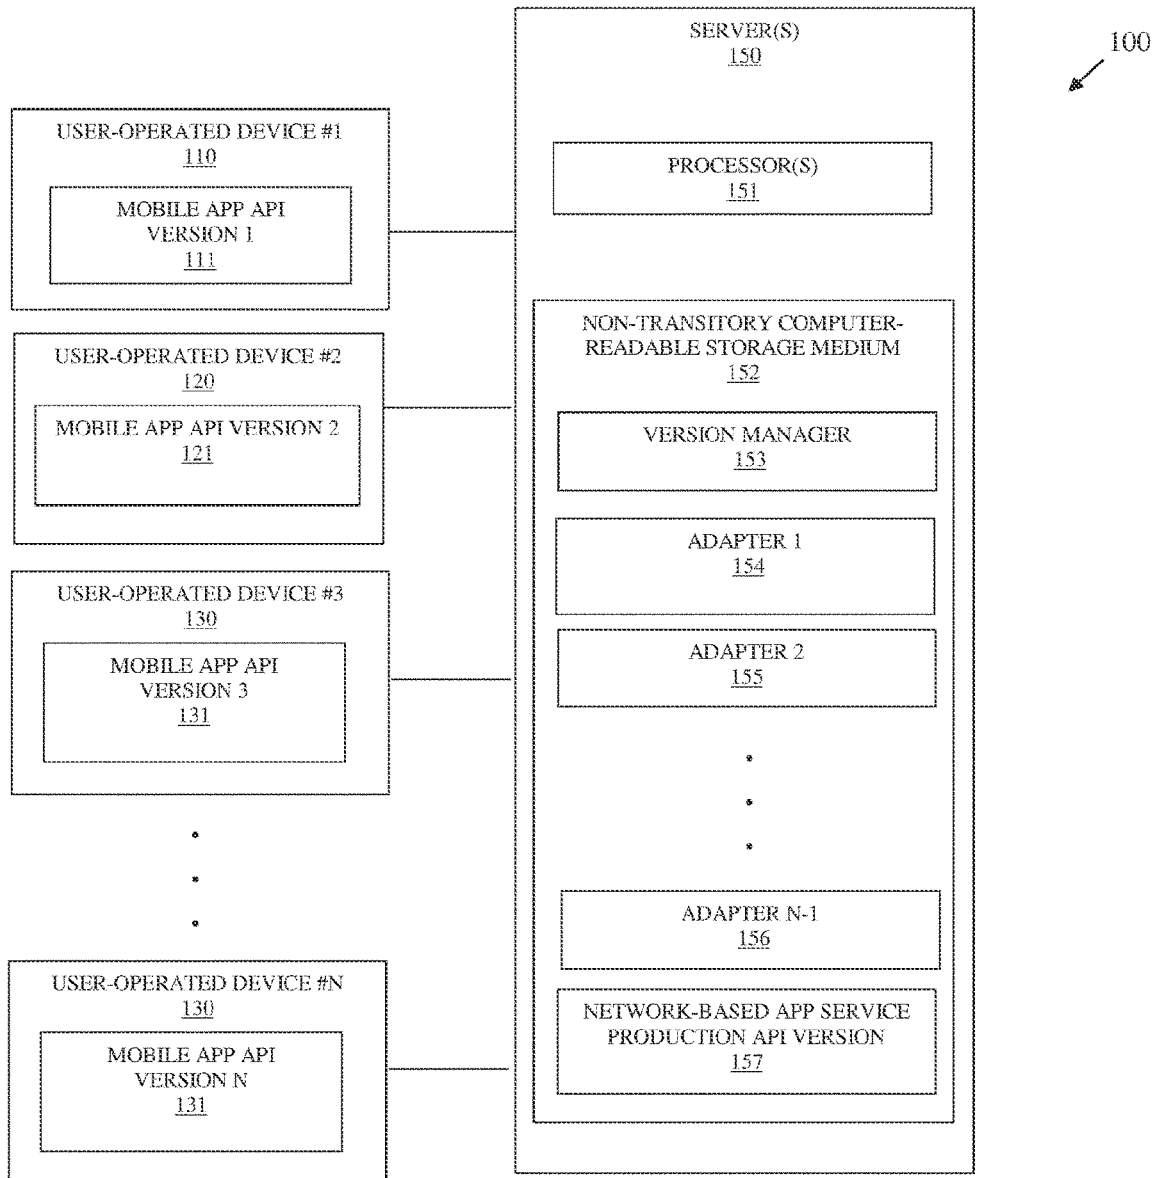 100
USER-OPERATED DEVICE #1
110
MOBILE APP API
VERSION 1
111
USER-OPERATED DEVICE #2
120
MOBILE APP API VERSION 2
121
USER-OPERATED DEVICE #3
130
MOBILE APP API
VERSION 3
131
USER-OPERATED DEVICE #N
130
MOBILE APP API
VERSION N
131
SERVER(S)
150
PROCESSOR(S)
151
NON-TRANSITORY COMPUTER-
READABLE STORAGE MEDIUM
152
VERSION MANAGER
153
ADAPTER 1
154
ADAPTER 2
155
ADAPTER N-1
156
NETWORK-BASED APP SERVICE
PRODUCTION API VERSION
157